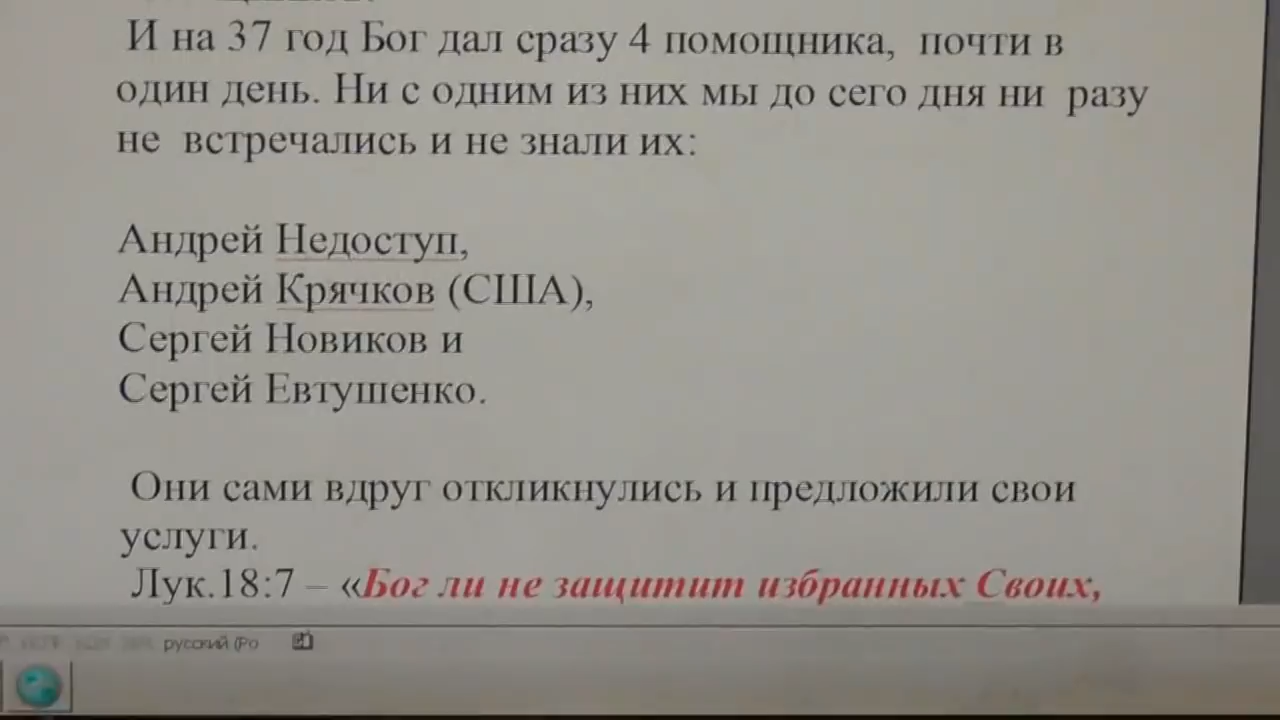 И на 37 год Бог дал сразу 4 помощника, почти в
один день. Ни с одним из них мы до сего дня ни разу
не встречались и не знали их:
Андрей Недоступ,
Андрей Крячков (США),
Сергей Новиков и
Сергей Евтушенко.
Они сами вдруг откликнулись и предложили свои
услуги.
Лук.18:7 – «Бог ли не защитит избранных Своих,
русский (Ро